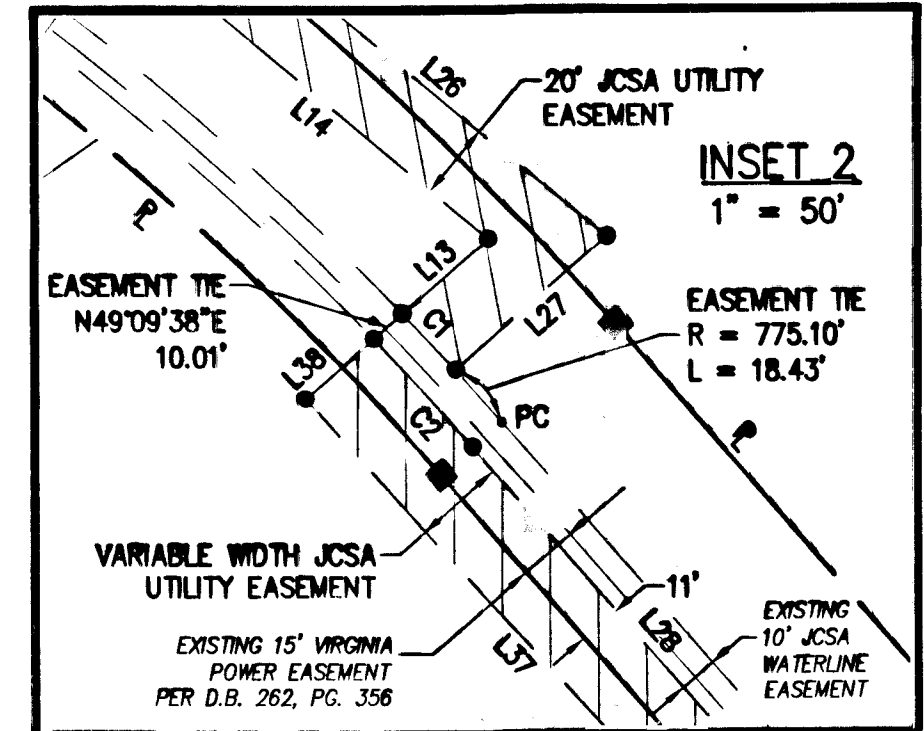 L26
20' JCSA UTILITY
EASEMENT
L14
INSET 2
1" = 50'
PL
L13
EASEMENT TIE
N49°09'38"E
10.01'
C1
L27
EASEMENT TIE
R = 775.10'
L = 18.43'
L38
PC
C2
PL
VARIABLE WIDTH JCSA
UTILITY EASEMENT
11'
EXISTING
10' JCSA
WATERLINE
EASEMENT
L28
L37
EXISTING 15' VIRGINIA
POWER EASEMENT
PER D.B. 262, PG. 356